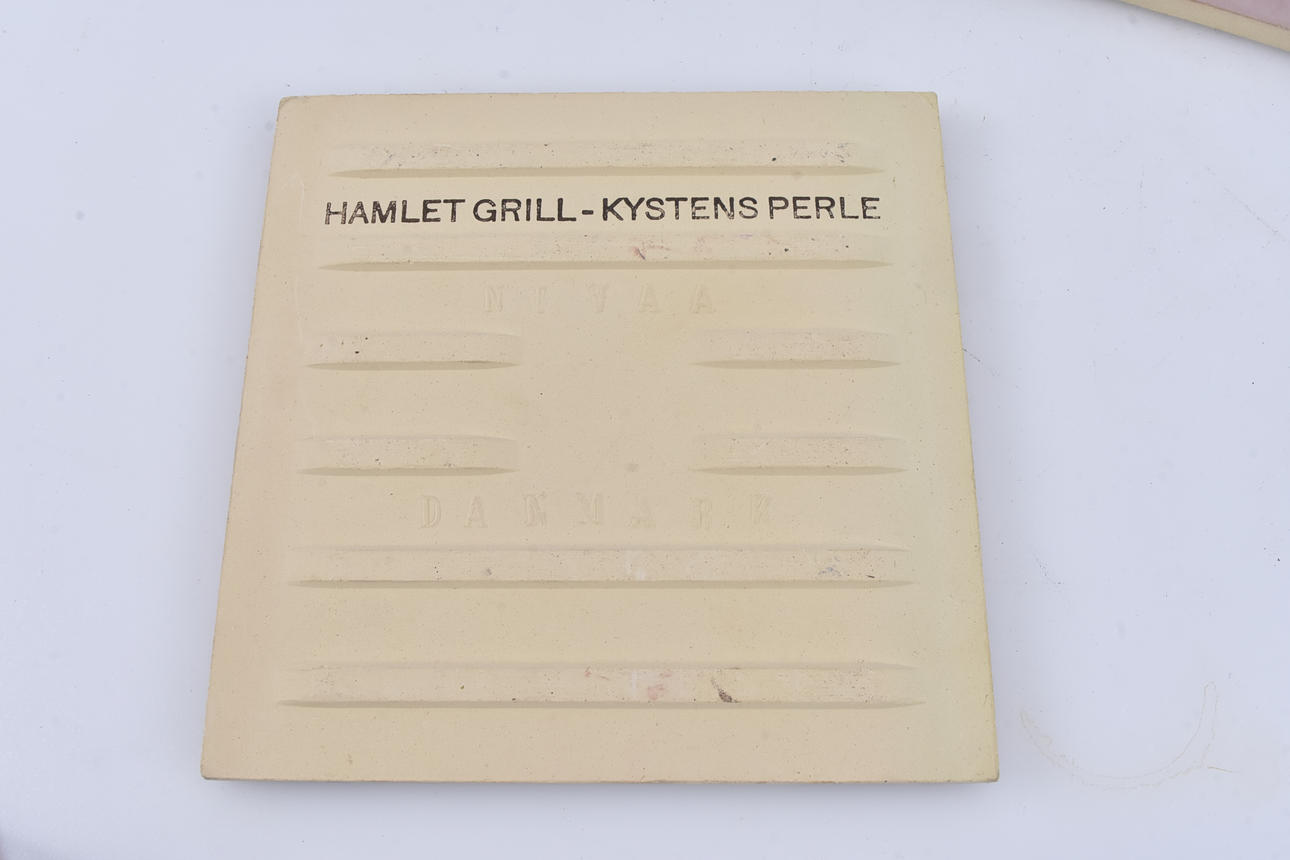 HAMLET GRILL - KYSTENS PERLE
NIVAA
DANMARK